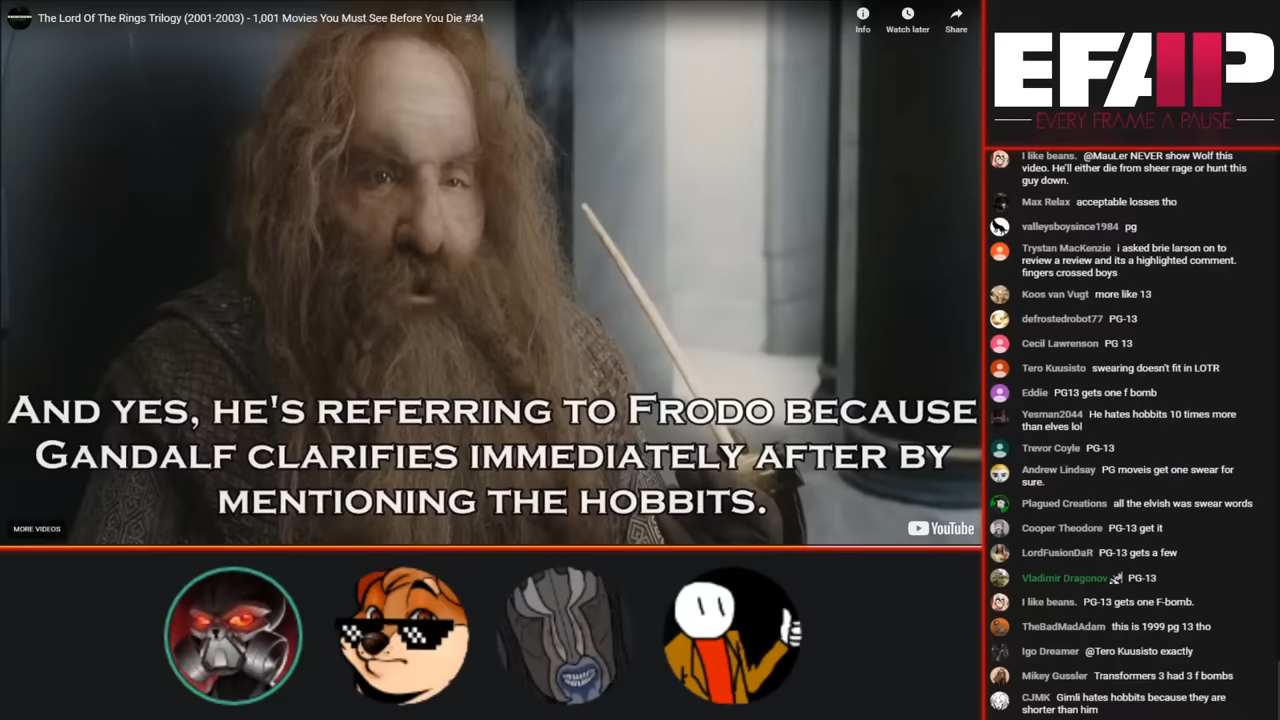 The Lord Of The Rings Trilogy (2001-2003) - 1,001 Movies You Must See Before You Die #34
Info
Watch later
Share
AND YES, HE'S REFERRING TO FRODO BECAUSE
GANDALF CLARIFIES IMMEDIATELY AFTER BY
MENTIONING THE HOBBITS.
MORE VIDEOS
YouTube
EFAP
EVERY FRAME A PAUSE
I like beans. @MauLer NEVER show Wolf this
video. He'll either die from sheer rage or hunt this
guy down.
Max Relax acceptable losses tho
valleysboysince1984 pg
Trystan MacKenzie i asked brie larson on to
review a review and its a highlighted comment.
fingers crossed boys
Koos van Vugt more like 13
defrostedrobot77 PG-13
Cecil Lawrenson PG 13
Tero Kuusisto swearing doesn't fit in LOTR
Eddie PG13 gets one f bomb
Yesman2044 He hates hobbits 10 times more
than elves lol
Trevor Coyle PG-13
Andrew Lindsay PG moveis get one swear for
sure.
Plagued Creations all the elvish was swear words
Cooper Theodore PG-13 get it
LordFusionDaR PG-13 gets a few
Vladimir Dragonov PG-13
I like beans. PG-13 gets one F-bomb.
TheBadMadAdam this is 1999 pg 13 tho
Igo Dreamer @Tero Kuusisto exactly
Mikey Gussler Transformers 3 had 3 f bombs
CJMK Gimli hates hobbits because they are
shorter than him